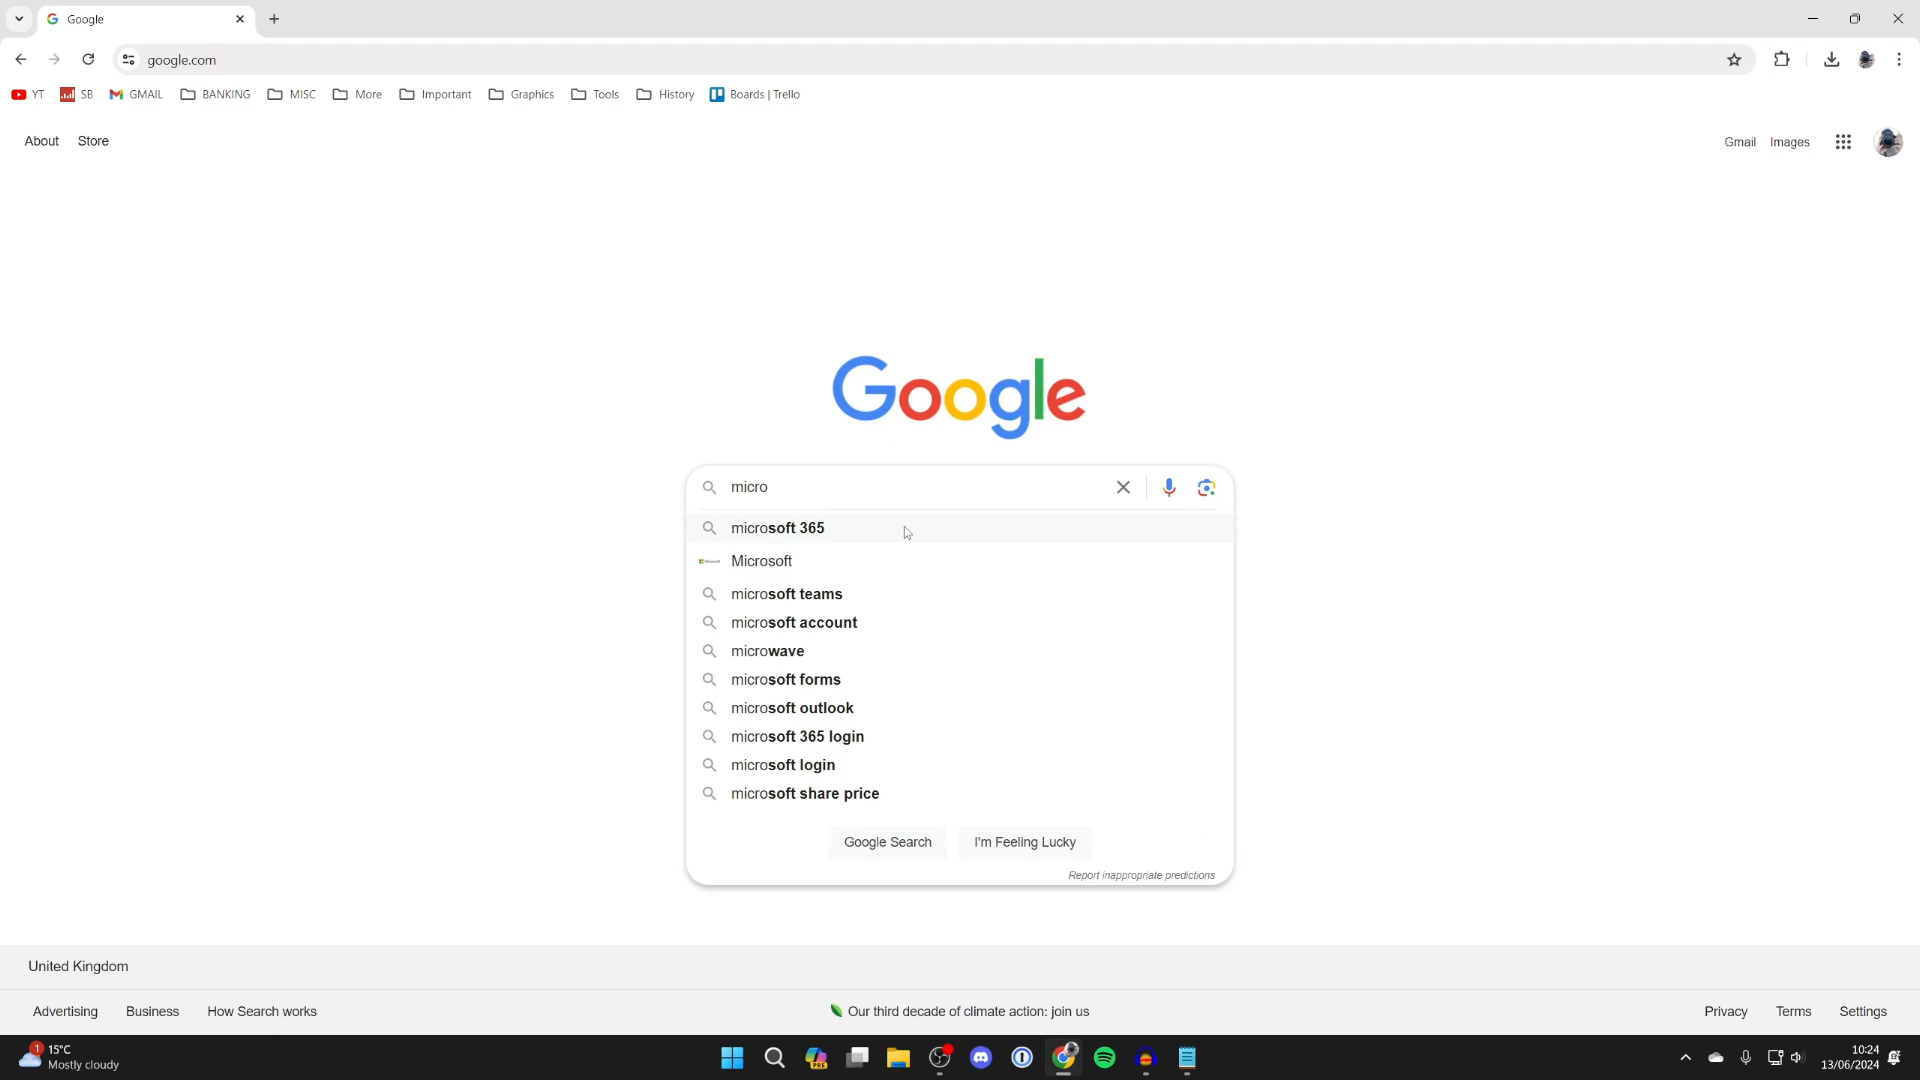 Google
google.com
YT SB GMAIL BANKING MISC More Important Graphics Tools History Boards | Trello
About Store Gmail Images
Google
micro
microsoft 365
Microsoft
microsoft teams
microsoft account
microwave
microsoft forms
microsoft outlook
microsoft 365 login
microsoft login
microsoft share price
Google Search I'm Feeling Lucky
Report inappropriate predictions
United Kingdom
Advertising Business How Search works Our third decade of climate action: join us Privacy Terms Settings
1 15°C
Mostly cloudy
PRE
10:24
13/06/2024